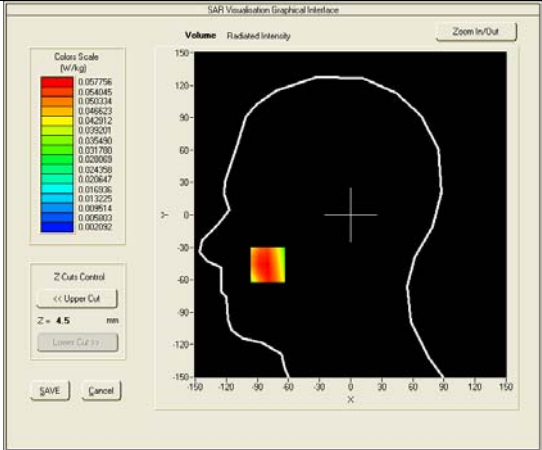 SAR Visualisation Graphical Interface
Volume Radiated Intensity
Zoom In/Out
Colors Scale
(W/kg)
0.057756
0.054045
0.050334
0.046623
0.042912
0.039201
0.035490
0.031780
0.028069
0.024358
0.020647
0.016936
0.013225
0.009514
0.005803
0.002092
Z Cuts Control
<< Upper Cut
Z = 4.5 mm
Lower Cut >>
SAVE Cancel
150
120
90
60
30
0
-30
-60
-90
-120
-150
Y
-150 -120 -90 -60 -30 0 30 60 90 120 150
X